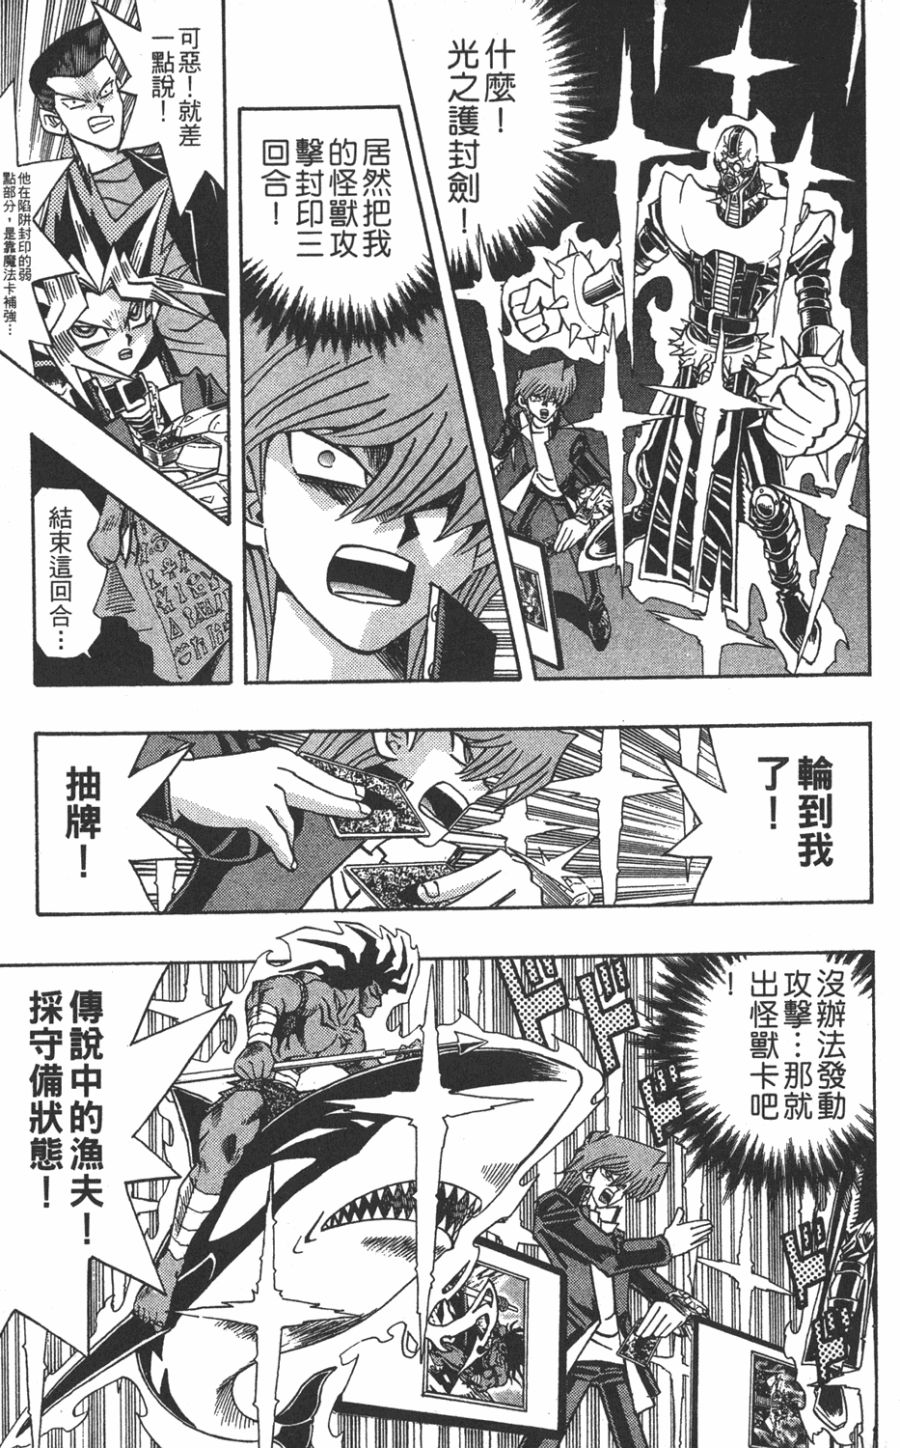 什麼！
光之護封劍！
居然把我
的怪獸攻
擊封印三
回合！
可惡！就差
一點說！
他在陷阱封印的弱
點部分，是靠魔法卡補強…
結束這回合…
輪到我
了！
抽牌！
沒辦法發動
攻擊…那就
出怪獸卡吧
！
傳說中的漁夫！
採守備狀態！
ドドド